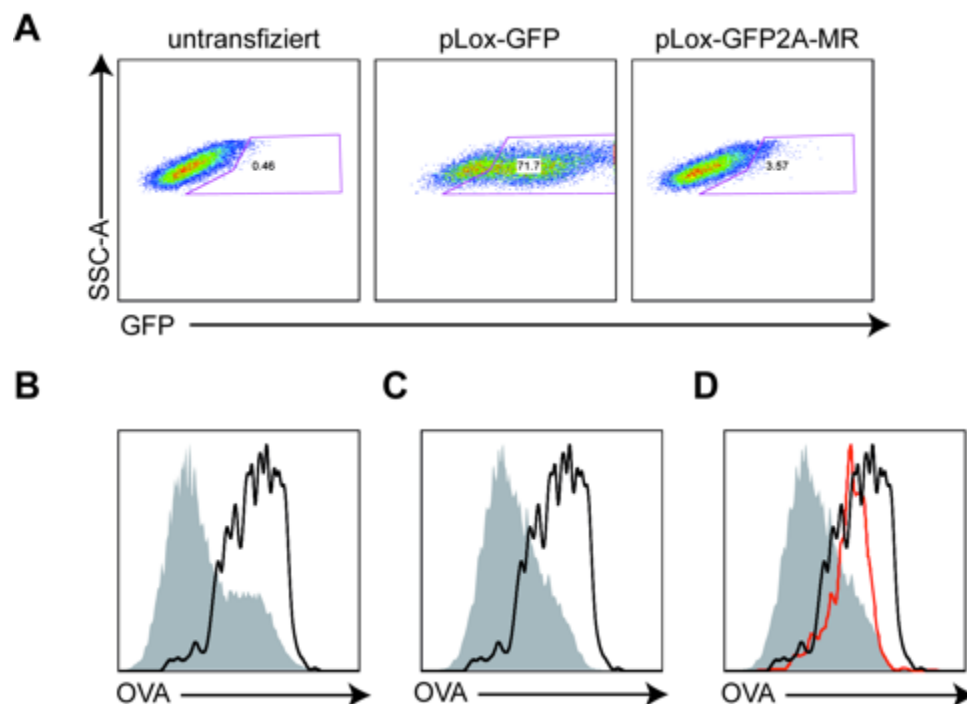 A
untransfiziert
pLox-GFP
pLox-GFP2A-MR
SSC-A
0.46
71.7
3.57
GFP
B
C
D
OVA
OVA
OVA